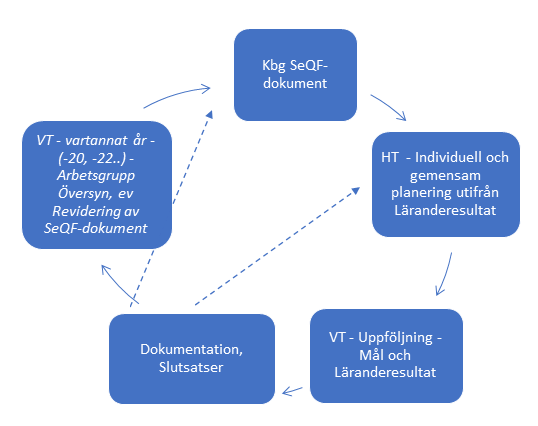 Kbg SeQF-
dokument
HT - Individuell och
gemensam
planering utifrån
Läranderesultat
VT - Uppföljning -
Mål och
Läranderesultat
Dokumentation,
Slutsatser
VT - vartannat år -
(-20, -22..) -
Arbetsgrupp
Översyn, ev
Revidering av
SeQF-dokument